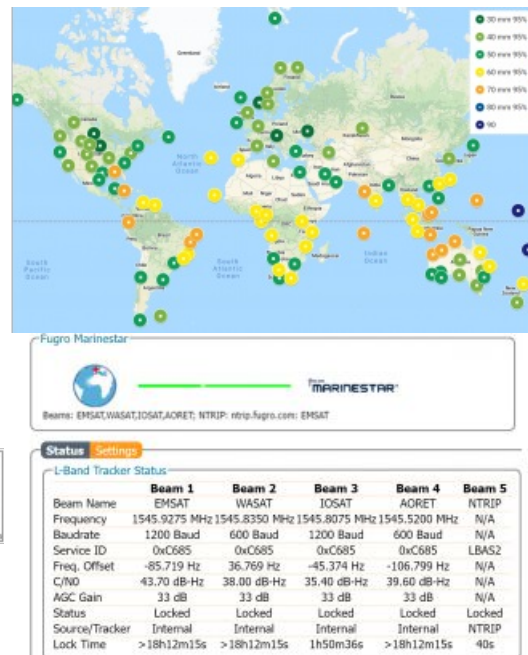 30 mm 95%
40 mm 95%
50 mm 95%
60 mm 95%
70 mm 95%
80 mm 95%
90
Greenland
North
Atlantic
Ocean
South
Pacific
Ocean
South
Atlantic
Ocean
Indian
Ocean
Fugro Marinestar
MARINESTAR
Beams: EMSAT,WASAT,IOSAT,AORET; NTRIP: ntrip.fugro.com: EMSAT
Status Settings
L-Band Tracker Status
Beam 1 Beam 2 Beam 3 Beam 4 Beam 5
Beam Name EMSAT WASAT IOSAT AORET NTRIP
Frequency 1545.9275 MHz 1545.8350 MHz 1545.8075 MHz 1545.5200 MHz N/A
Baudrate 1200 Baud 600 Baud 1200 Baud 600 Baud N/A
Service ID 0xC685 0xC685 0xC685 0xC685 LBAS2
Freq. Offset -85.719 Hz 36.769 Hz -45.374 Hz -106.799 Hz N/A
C/N0 43.70 dB-Hz 38.00 dB-Hz 35.40 dB-Hz 39.60 dB-Hz N/A
AGC Gain 33 dB 33 dB 33 dB 33 dB N/A
Status Locked Locked Locked Locked Locked
Source/Tracker Internal Internal Internal Internal NTRIP
Lock Time >18h12m15s >18h12m15s 1h50m36s >18h12m15s 40s